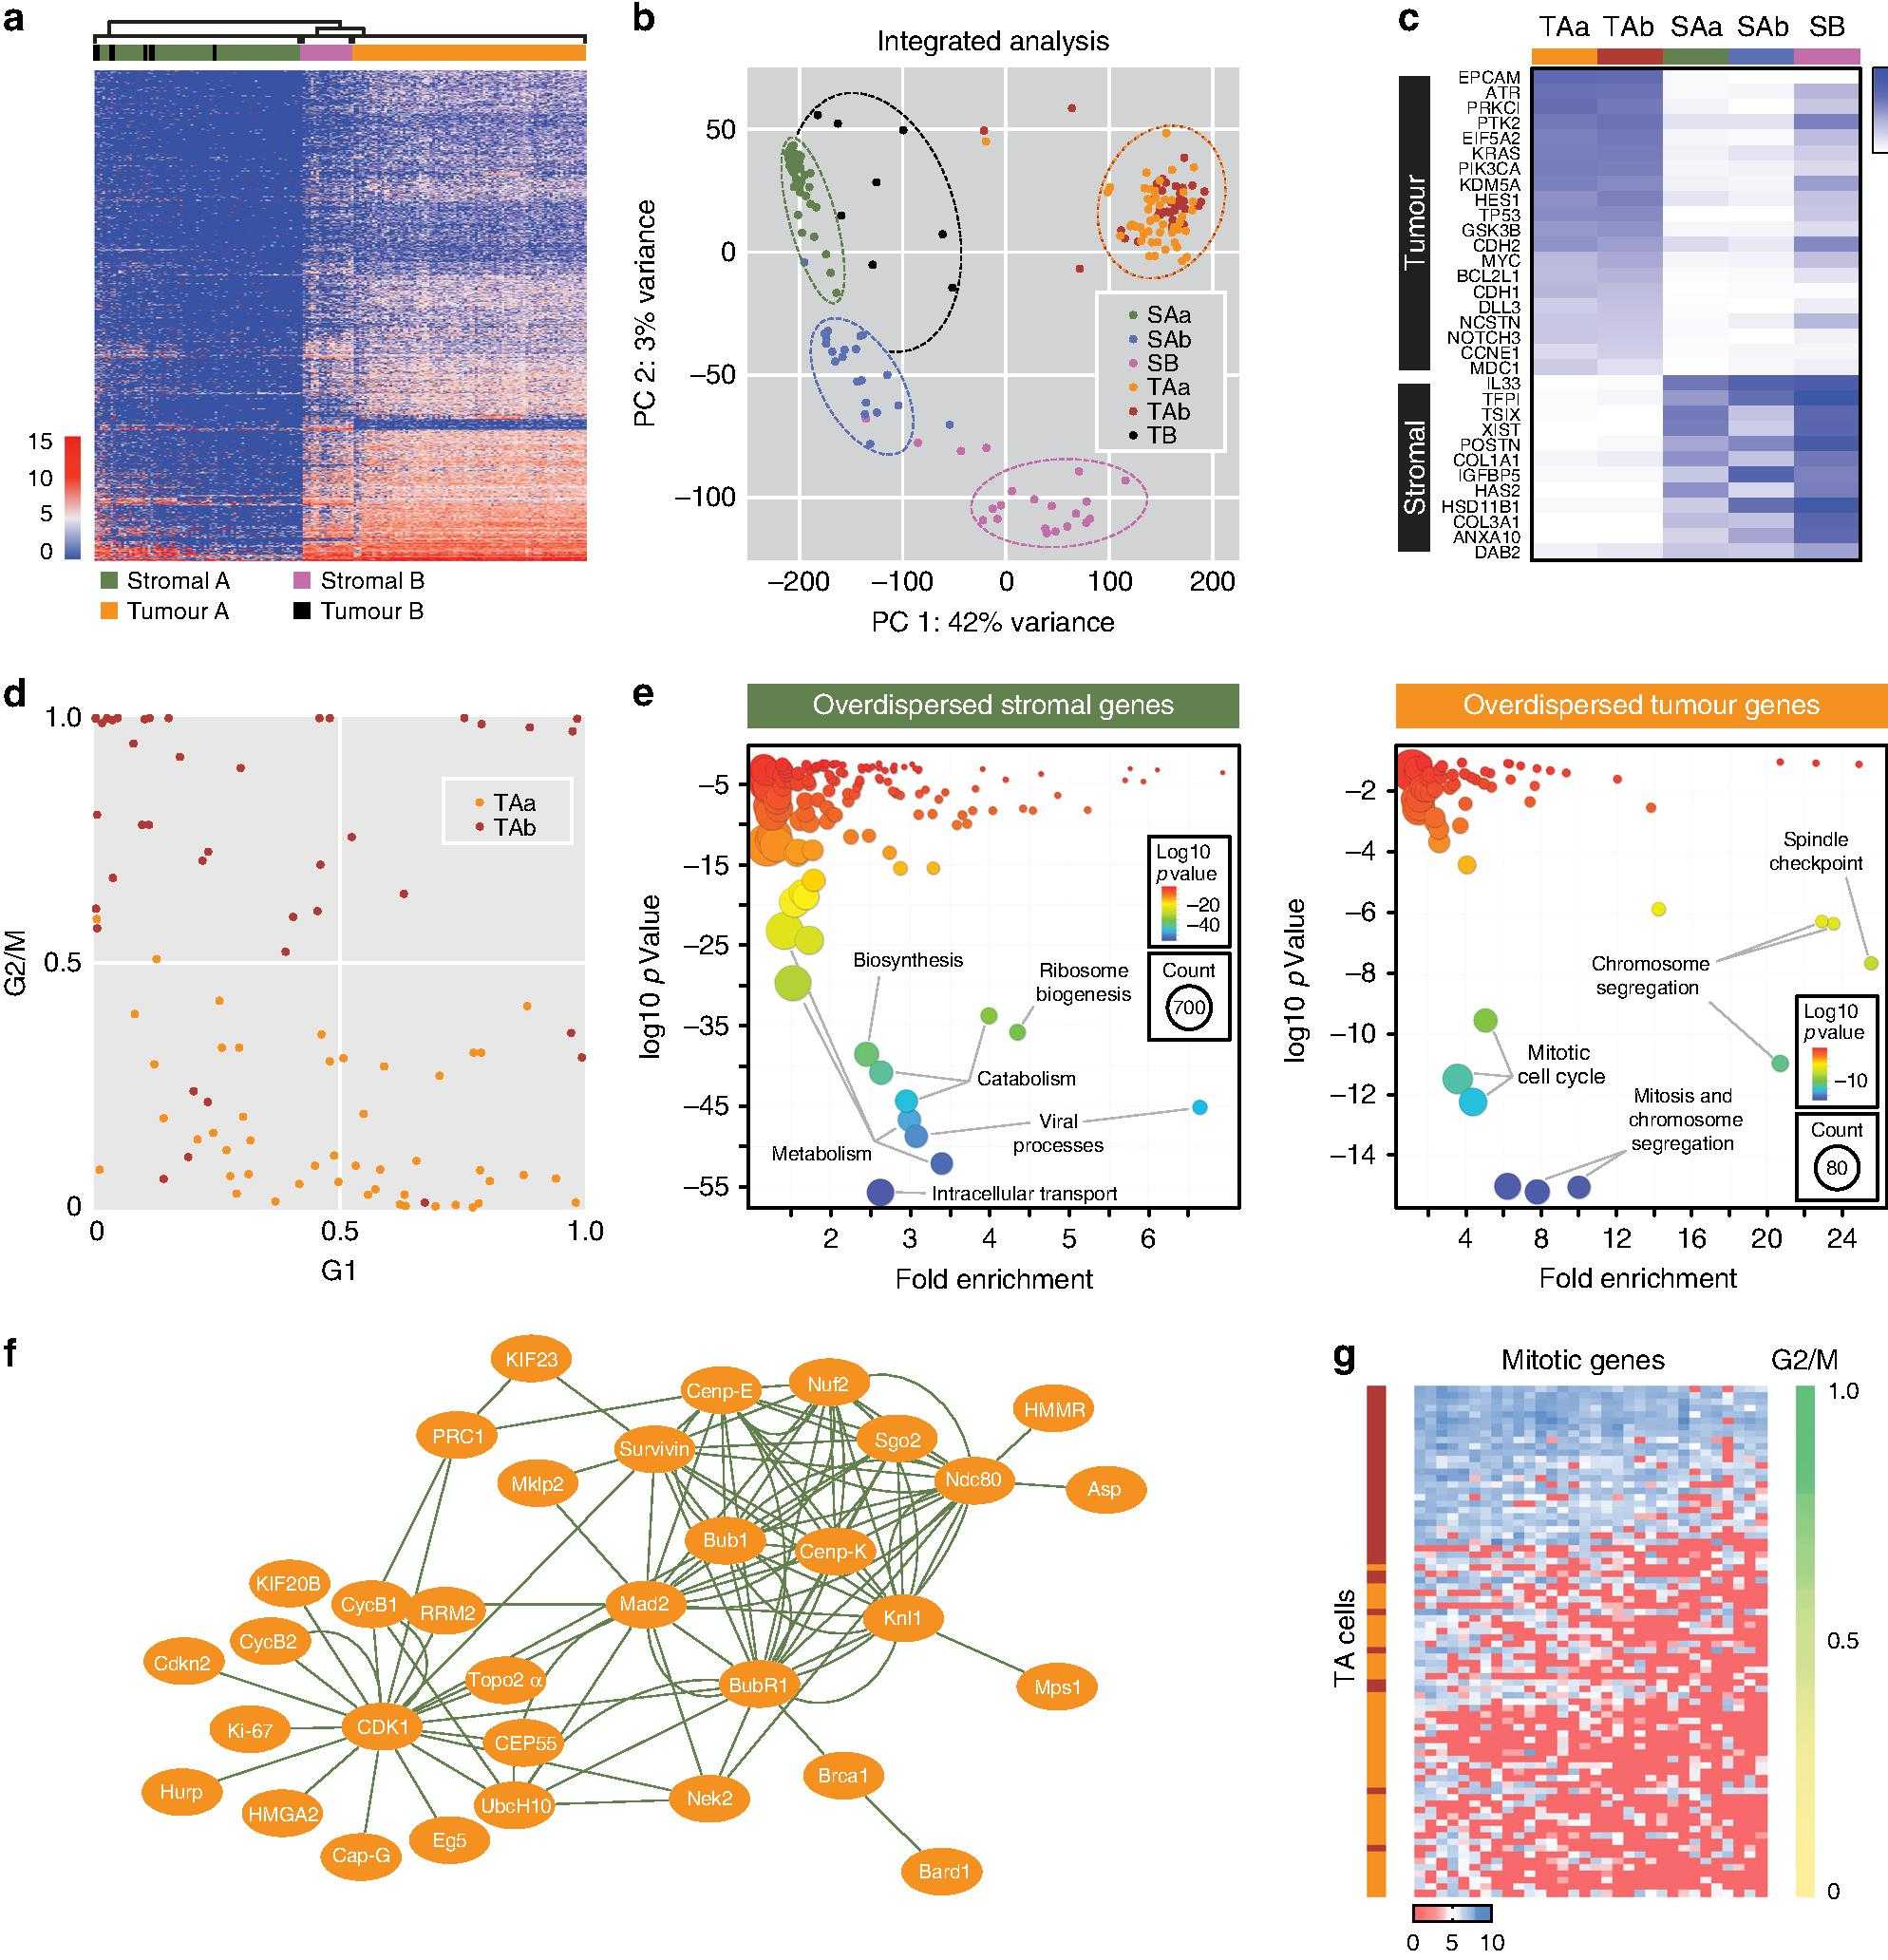 a
15
10
5
0
Stromal A
Stromal B
Tumour A
Tumour B
b
Integrated analysis
PC 2: 3% variance
50
0
−50
−100
SAa
SAb
SB
TAa
TAb
TB
−200
−100
0
100
200
PC 1: 42% variance
c
TAa
TAb
SAa
SAb
SB
Tumour
EPCAM
ATR
PRKCI
PTK2
EIF5A2
KRAS
PIK3CA
KDM5A
HES1
TP53
GSK3B
CDH2
MYC
BCL2L1
CDH1
DLL3
NCSTN
NOTCH3
CCNE1
MDC1
Stromal
IL33
TFPI
TSIX
XIST
POSTN
COL1A1
IGFBP5
HAS2
HSD11B1
COL3A1
ANXA10
DAB2
d
G2/M
1.0
0.5
0
TAa
TAb
0
0.5
1.0
G1
e
Overdispersed stromal genes
log10 pValue
−5
−15
−25
−35
−45
−55
Log10
pvalue
−20
−40
Count
700
Biosynthesis
Ribosome
biogenesis
Catabolism
Viral
processes
Metabolism
Intracellular transport
2
3
4
5
6
Fold enrichment
Overdispersed tumour genes
log10 pValue
−2
−4
−6
−8
−10
−12
−14
Spindle
checkpoint
Chromosome
segregation
Log10
pvalue
−10
Mitotic
cell cycle
Mitosis and
chromosome
segregation
Count
80
4
8
12
16
20
24
Fold enrichment
f
KIF23
Cenp-E
Nuf2
HMMR
PRC1
Survivin
Sgo2
Mklp2
Ndc80
Asp
Bub1
Cenp-K
KIF20B
CycB1
RRM2
Mad2
Knl1
CycB2
Cdkn2
Topo2 α
BubR1
Mps1
Ki-67
CDK1
CEP55
Hurp
HMGA2
UbcH10
Nek2
Brca1
Cap-G
Eg5
Bard1
g
Mitotic genes
G2/M
TA cells
1.0
0.5
0
0
5
10